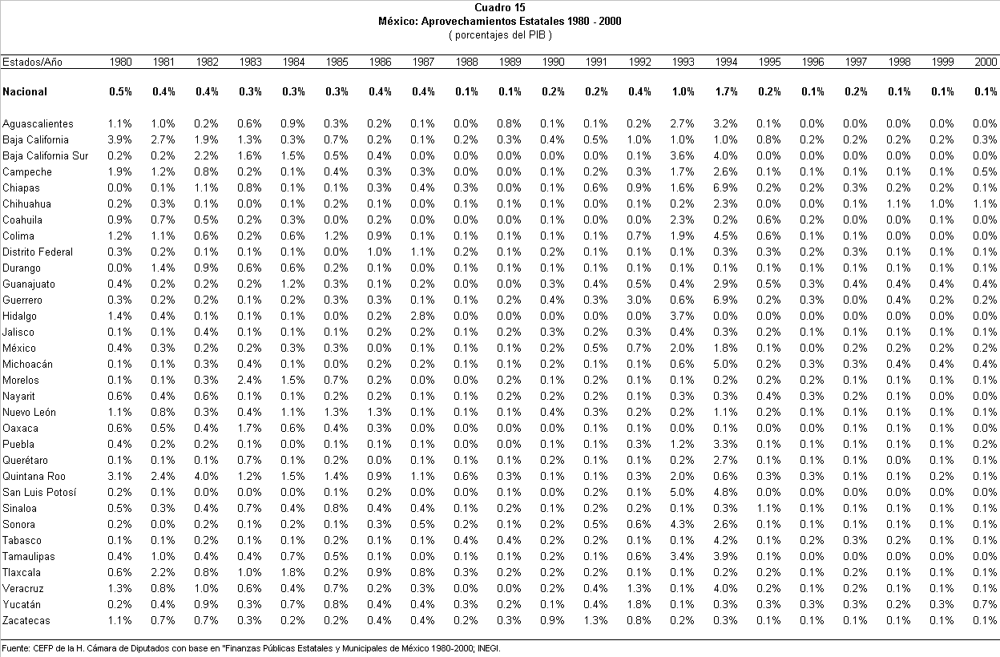 Cuadro 15
México: Aprovechamientos Estatales 1980 - 2000
( porcentajes del PIB )
Estados/Año 1980 1981 1982 1983 1984 1985 1986 1987 1988 1989 1990 1991 1992 1993 1994 1995 1996 1997 1998 1999 2000
Nacional 0.5% 0.4% 0.4% 0.3% 0.3% 0.3% 0.4% 0.4% 0.1% 0.1% 0.2% 0.2% 0.4% 1.0% 1.7% 0.2% 0.1% 0.2% 0.1% 0.1% 0.1%
Aguascalientes 1.1% 1.0% 0.2% 0.6% 0.9% 0.3% 0.2% 0.1% 0.0% 0.8% 0.1% 0.1% 0.2% 2.7% 3.2% 0.1% 0.0% 0.0% 0.0% 0.0% 0.0%
Baja California 3.9% 2.7% 1.9% 1.3% 0.3% 0.7% 0.2% 0.1% 0.2% 0.3% 0.4% 0.5% 1.0% 1.0% 1.0% 0.8% 0.2% 0.2% 0.2% 0.2% 0.3%
Baja California Sur 0.2% 0.2% 2.2% 1.6% 1.5% 0.5% 0.4% 0.0% 0.0% 0.0% 0.0% 0.0% 0.1% 3.6% 4.0% 0.0% 0.0% 0.0% 0.0% 0.0% 0.0%
Campeche 1.9% 1.2% 0.8% 0.2% 0.1% 0.4% 0.3% 0.3% 0.0% 0.0% 0.1% 0.2% 0.3% 1.7% 2.6% 0.1% 0.1% 0.1% 0.1% 0.1% 0.5%
Chiapas 0.0% 0.1% 1.1% 0.8% 0.1% 0.1% 0.3% 0.4% 0.3% 0.0% 0.1% 0.6% 0.9% 1.6% 6.9% 0.2% 0.2% 0.3% 0.2% 0.2% 0.1%
Chihuahua 0.2% 0.3% 0.1% 0.0% 0.1% 0.2% 0.1% 0.0% 0.1% 0.1% 0.1% 0.0% 0.1% 0.2% 2.3% 0.0% 0.0% 0.1% 1.1% 1.0% 1.1%
Coahuila 0.9% 0.7% 0.5% 0.2% 0.3% 0.0% 0.2% 0.0% 0.0% 0.0% 0.1% 0.0% 0.0% 2.3% 0.2% 0.6% 0.2% 0.0% 0.0% 0.1% 0.0%
Colima 1.2% 1.1% 0.6% 0.2% 0.6% 1.2% 0.9% 0.1% 0.1% 0.1% 0.1% 0.1% 0.7% 1.9% 4.5% 0.6% 0.1% 0.1% 0.0% 0.0% 0.0%
Distrito Federal 0.3% 0.2% 0.1% 0.1% 0.1% 0.0% 1.0% 1.1% 0.2% 0.1% 0.2% 0.1% 0.1% 0.1% 0.3% 0.3% 0.2% 0.3% 0.1% 0.1% 0.1%
Durango 0.0% 1.4% 0.9% 0.6% 0.6% 0.2% 0.1% 0.0% 0.1% 0.1% 0.1% 0.1% 0.1% 0.1% 0.1% 0.1% 0.1% 0.1% 0.1% 0.1% 0.1%
Guanajuato 0.4% 0.2% 0.2% 0.2% 1.2% 0.3% 0.1% 0.2% 0.0% 0.0% 0.3% 0.4% 0.5% 0.4% 2.9% 0.5% 0.3% 0.4% 0.4% 0.4% 0.4%
Guerrero 0.3% 0.2% 0.2% 0.1% 0.2% 0.3% 0.3% 0.1% 0.1% 0.2% 0.4% 0.3% 3.0% 0.6% 6.9% 0.2% 0.3% 0.0% 0.4% 0.2% 0.2%
Hidalgo 1.4% 0.4% 0.1% 0.1% 0.1% 0.0% 0.2% 2.8% 0.0% 0.0% 0.0% 0.0% 0.0% 3.7% 0.0% 0.0% 0.0% 0.0% 0.0% 0.0% 0.0%
Jalisco 0.1% 0.1% 0.4% 0.1% 0.1% 0.1% 0.2% 0.2% 0.1% 0.2% 0.3% 0.2% 0.3% 0.4% 0.3% 0.2% 0.1% 0.1% 0.1% 0.1% 0.1%
México 0.4% 0.3% 0.2% 0.2% 0.3% 0.3% 0.0% 0.1% 0.1% 0.1% 0.2% 0.5% 0.7% 2.0% 1.8% 0.1% 0.0% 0.2% 0.2% 0.2% 0.2%
Michoacán 0.1% 0.1% 0.3% 0.4% 0.1% 0.0% 0.2% 0.2% 0.1% 0.1% 0.2% 0.1% 0.1% 0.6% 5.0% 0.2% 0.3% 0.3% 0.4% 0.4% 0.4%
Morelos 0.1% 0.1% 0.3% 2.4% 1.5% 0.7% 0.2% 0.0% 0.0% 0.2% 0.2% 0.1% 0.1% 0.1% 0.2% 0.2% 0.2% 0.1% 0.1% 0.1% 0.1%
Nayarit 0.6% 0.4% 0.6% 0.1% 0.1% 0.2% 0.2% 0.1% 0.1% 0.2% 0.2% 0.2% 0.1% 0.3% 0.3% 0.4% 0.3% 0.2% 0.1% 0.0% 0.0%
Nuevo León 1.1% 0.8% 0.3% 0.4% 1.1% 1.3% 1.3% 0.1% 0.1% 0.1% 0.4% 0.3% 0.2% 0.2% 1.1% 0.2% 0.1% 0.1% 0.1% 0.1% 0.1%
Oaxaca 0.6% 0.5% 0.4% 1.7% 0.6% 0.4% 0.3% 0.0% 0.0% 0.0% 0.0% 0.1% 0.1% 0.0% 0.1% 0.0% 0.1% 0.1% 0.1% 0.1% 0.1%
Puebla 0.4% 0.2% 0.2% 0.1% 0.0% 0.1% 0.1% 0.1% 0.0% 0.0% 0.1% 0.1% 0.3% 1.2% 3.3% 0.1% 0.1% 0.1% 0.1% 0.1% 0.2%
Querétaro 0.1% 0.1% 0.1% 0.7% 0.1% 0.2% 0.0% 0.1% 0.1% 0.1% 0.2% 0.1% 0.1% 0.2% 2.7% 0.1% 0.1% 0.1% 0.0% 0.1% 0.1%
Quintana Roo 3.1% 2.4% 4.0% 1.2% 1.5% 1.4% 0.9% 1.1% 0.6% 0.3% 0.1% 0.1% 0.3% 2.0% 0.6% 0.3% 0.3% 0.1% 0.1% 0.2% 0.1%
San Luis Potosí 0.2% 0.1% 0.0% 0.0% 0.0% 0.1% 0.2% 0.0% 0.0% 0.1% 0.0% 0.2% 0.1% 5.0% 4.8% 0.0% 0.0% 0.0% 0.0% 0.0% 0.0%
Sinaloa 0.5% 0.3% 0.4% 0.7% 0.4% 0.8% 0.4% 0.4% 0.1% 0.2% 0.1% 0.2% 0.2% 0.1% 0.3% 1.1% 0.1% 0.1% 0.1% 0.1% 0.1%
Sonora 0.2% 0.0% 0.2% 0.1% 0.2% 0.1% 0.3% 0.5% 0.2% 0.1% 0.2% 0.5% 0.6% 4.3% 2.6% 0.1% 0.1% 0.1% 0.1% 0.1% 0.1%
Tabasco 0.1% 0.1% 0.2% 0.1% 0.1% 0.2% 0.1% 0.1% 0.4% 0.4% 0.2% 0.2% 0.1% 0.1% 4.2% 0.1% 0.2% 0.3% 0.2% 0.1% 0.1%
Tamaulipas 0.4% 1.0% 0.4% 0.4% 0.7% 0.5% 0.1% 0.0% 0.1% 0.1% 0.2% 0.1% 0.6% 3.4% 3.9% 0.1% 0.0% 0.0% 0.0% 0.0% 0.0%
Tlaxcala 0.6% 2.2% 0.8% 1.0% 1.8% 0.2% 0.9% 0.8% 0.3% 0.2% 0.2% 0.2% 0.1% 0.1% 0.2% 0.2% 0.1% 0.2% 0.1% 0.1% 0.1%
Veracruz 1.3% 0.8% 1.0% 0.6% 0.4% 0.7% 0.2% 0.3% 0.0% 0.0% 0.2% 0.4% 1.3% 0.1% 4.0% 0.2% 0.1% 0.2% 0.1% 0.1% 0.1%
Yucatán 0.2% 0.4% 0.9% 0.3% 0.7% 0.8% 0.4% 0.4% 0.3% 0.2% 0.1% 0.4% 1.8% 0.1% 0.3% 0.3% 0.3% 0.3% 0.2% 0.3% 0.7%
Zacatecas 1.1% 0.7% 0.7% 0.3% 0.2% 0.2% 0.4% 0.4% 0.2% 0.3% 0.9% 1.3% 0.8% 0.2% 0.3% 0.1% 0.1% 0.1% 0.1% 0.1% 0.1%
Fuente: CEFP de la H. Cámara de Diputados con base en "Finanzas Públicas Estatales y Municipales de México 1980-2000; INEGI.